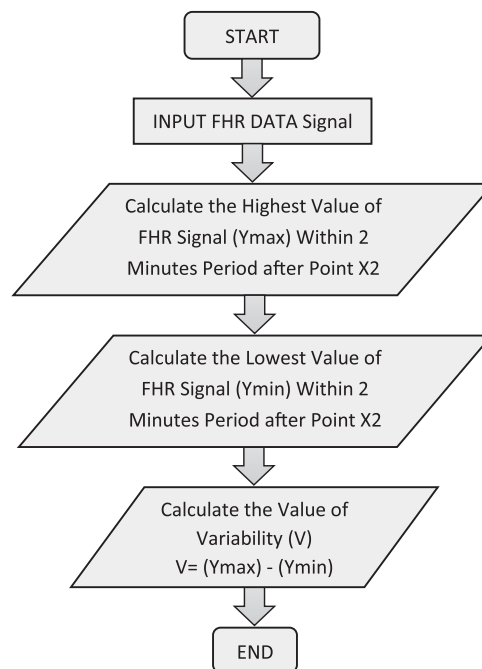 START
INPUT FHR DATA Signal
Calculate the Highest Value of
FHR Signal (Ymax) Within 2
Minutes Period after Point X2
Calculate the Lowest Value of
FHR Signal (Ymin) Within 2
Minutes Period after Point X2
Calculate the Value of
Variability (V)
V= (Ymax) - (Ymin)
END